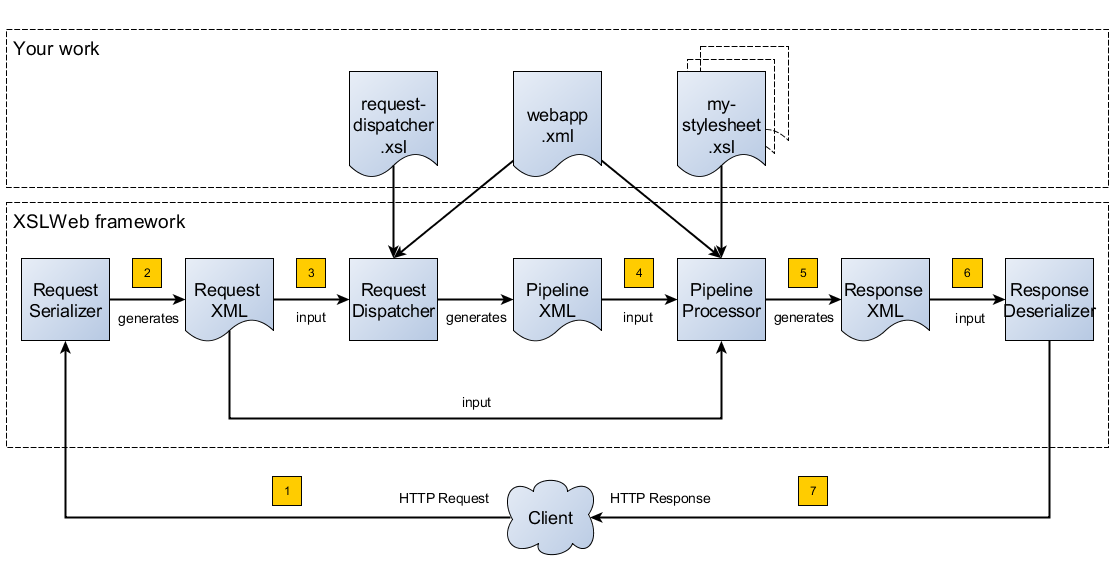 Your work
request-
dispatcher
.xsl
webapp
.xml
my-
stylesheet
.xsl
XSLWeb framework
Request
Serializer
2
generates
Request
XML
3
input
Request
Dispatcher
generates
Pipeline
XML
4
input
Pipeline
Processor
5
generates
Response
XML
6
input
Response
Deserializer
input
1
HTTP Request
Client
HTTP Response
7